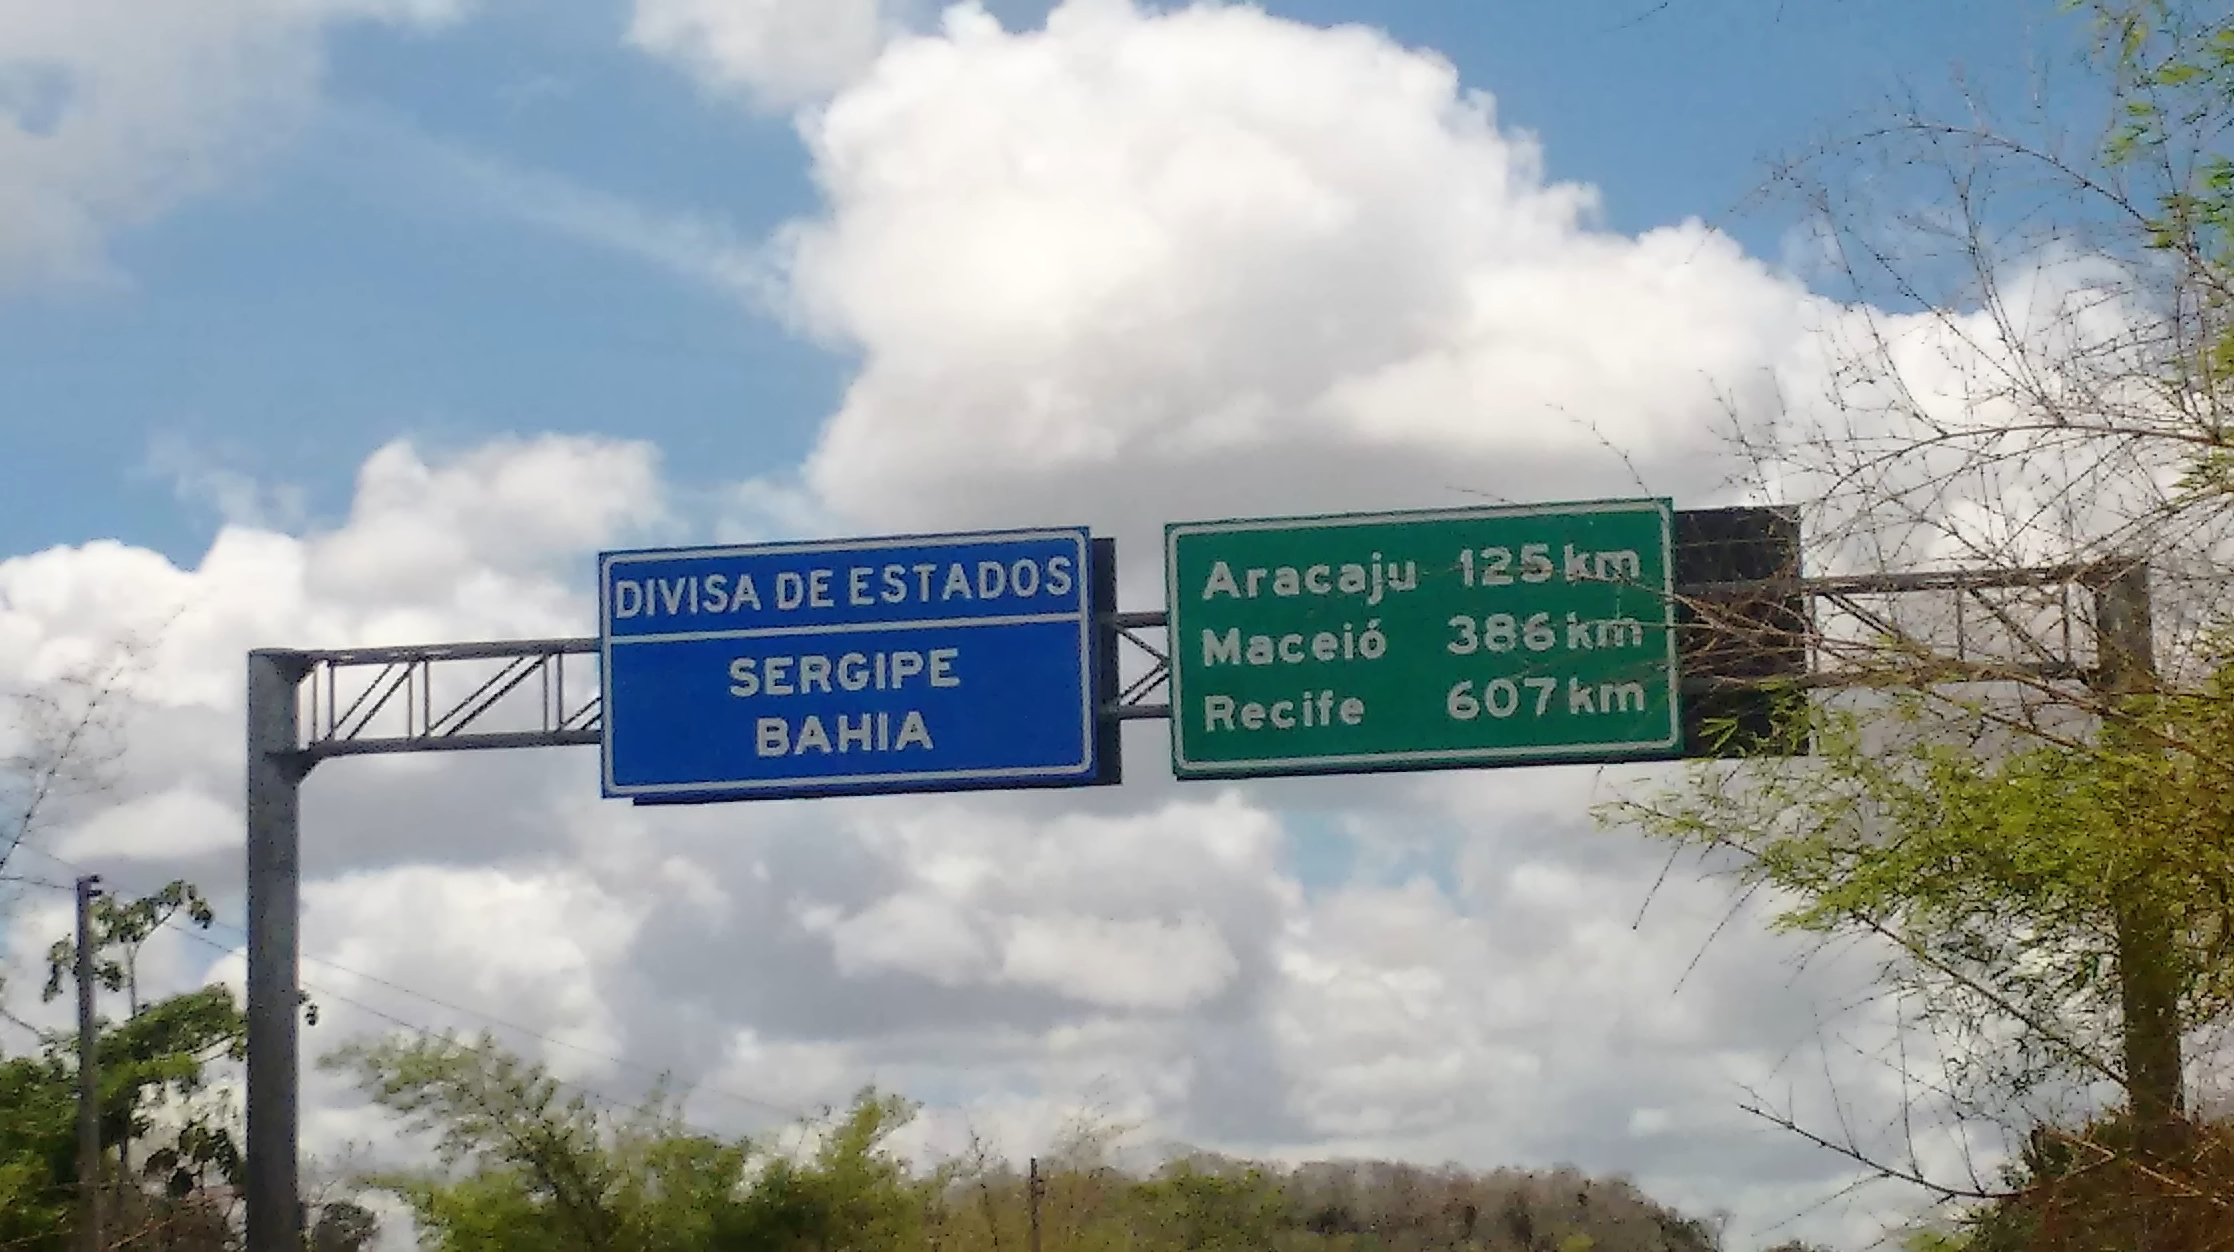 DIVISA DE ESTADOS
SERGIPE
BAHIA
Aracaju 125 km
Maceió 386 km
Recife 607 km